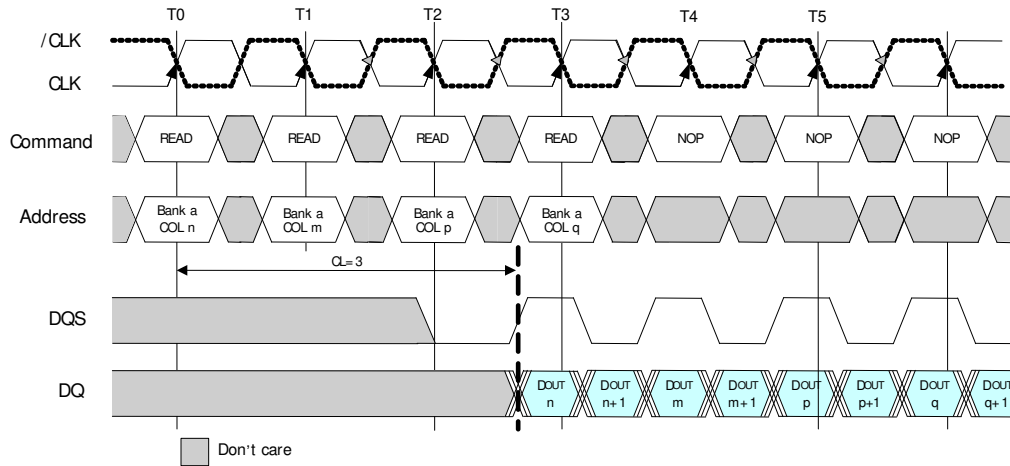 T0 T1 T2 T3 T4 T5
/CLK
CLK
Command READ READ READ READ NOP NOP NOP
Address Bank a Bank a Bank a Bank a
COL n COL m COL p COL q
CL=3
DQS
DQ DOUT DOUT DOUT DOUT DOUT DOUT DOUT DOUT
n n+1 m m+1 p p+1 q q+1
Don't care